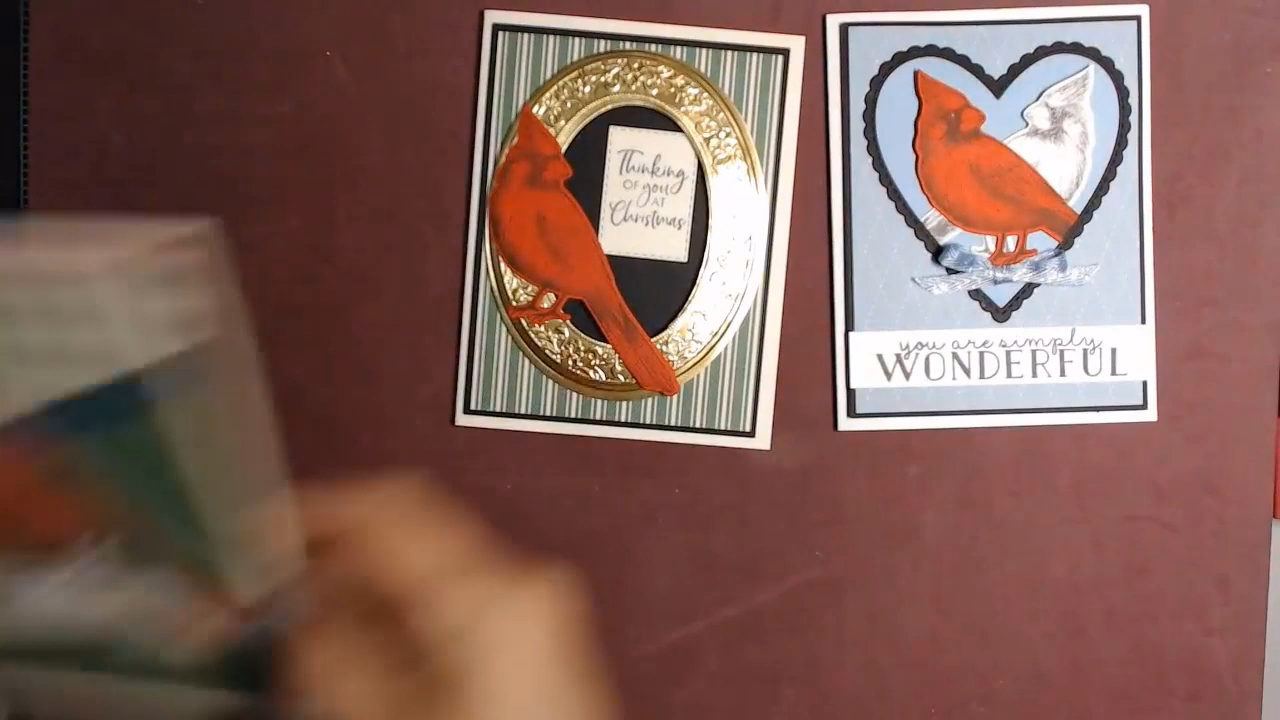 Thinking
OF you
AT
Christmas
you are simply
WONDERFUL